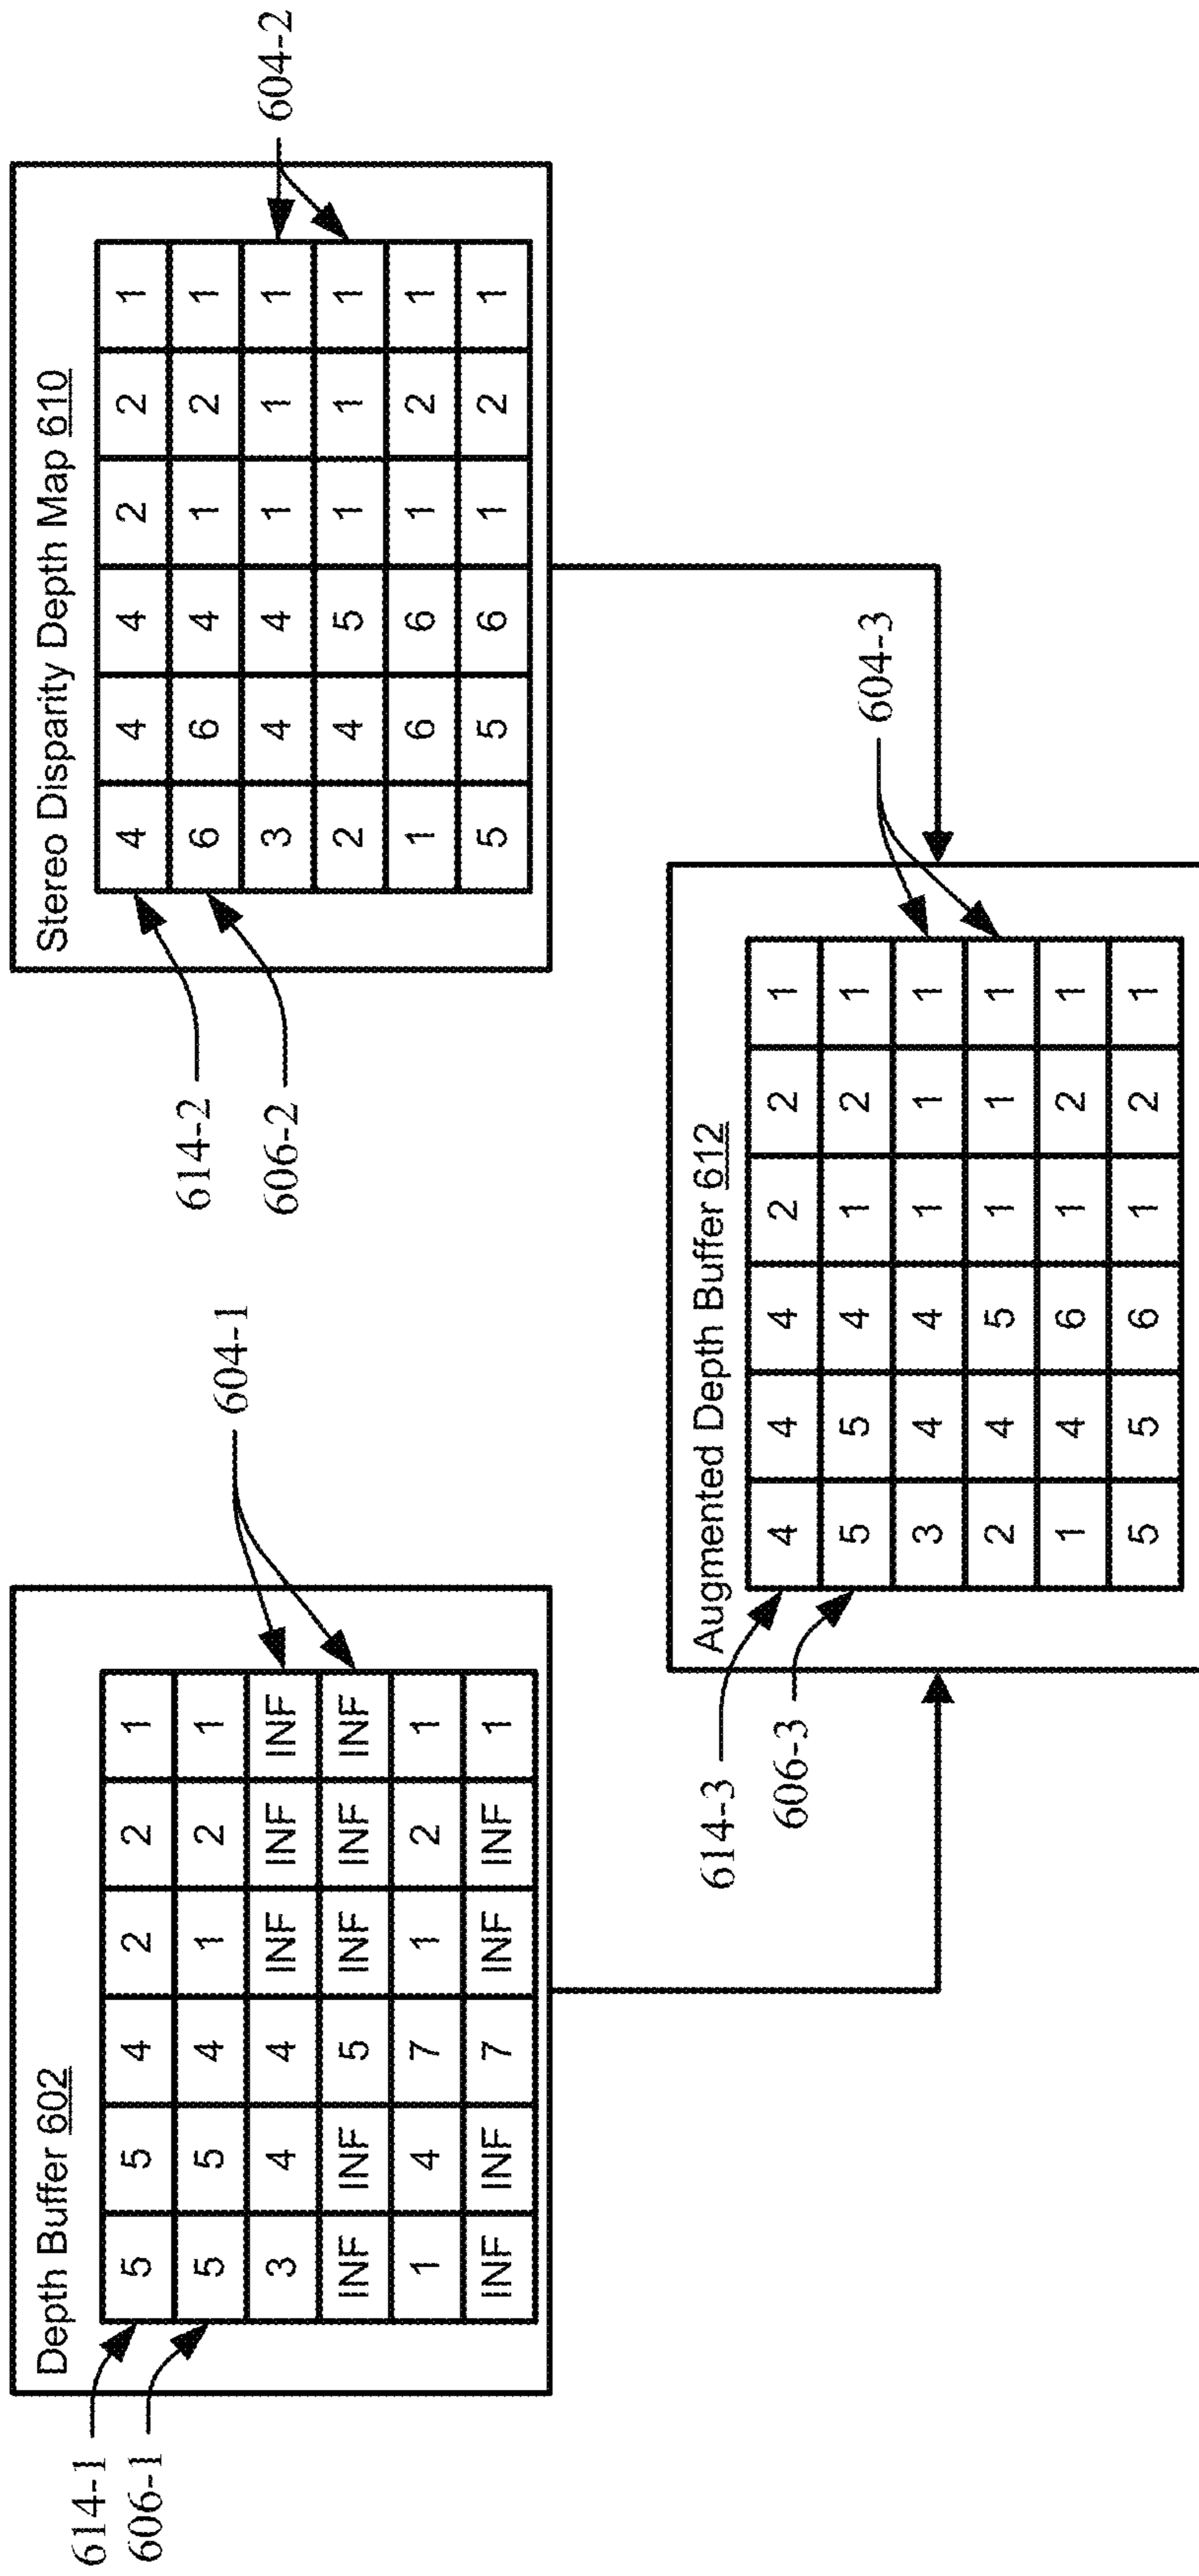 Depth Buffer 602
5 5 4 2 2 1
5 5 4 1 2 1
3 4 4 INF INF INF
INF INF 5 INF INF INF
1 4 7 1 2 1
INF INF 7 INF INF 1
614-1
606-1
604-1
Stereo Disparity Depth Map 610
4 4 4 2 2 1
6 6 4 1 2 1
3 4 4 1 1 1
2 4 5 1 1 1
1 6 6 1 2 1
5 5 6 1 2 1
614-2
606-2
604-2
Augmented Depth Buffer 612
4 4 4 2 2 1
5 5 4 1 2 1
3 4 4 1 1 1
2 4 5 1 1 1
1 4 6 1 2 1
5 5 6 1 2 1
614-3
606-3
604-3